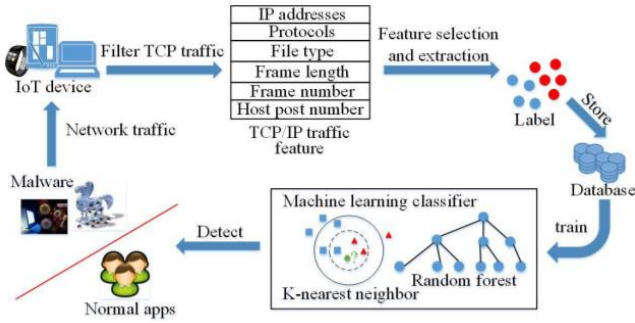 IoT device
Filter TCP traffic
IP addresses
Protocols
File type
Frame length
Frame number
Host post number
TCP/IP traffic
feature
Feature selection
and extraction
Label
Store
Database
train
Machine learning classifier
?
K-nearest neighbor
Random forest
Detect
Network traffic
Malware
Normal apps